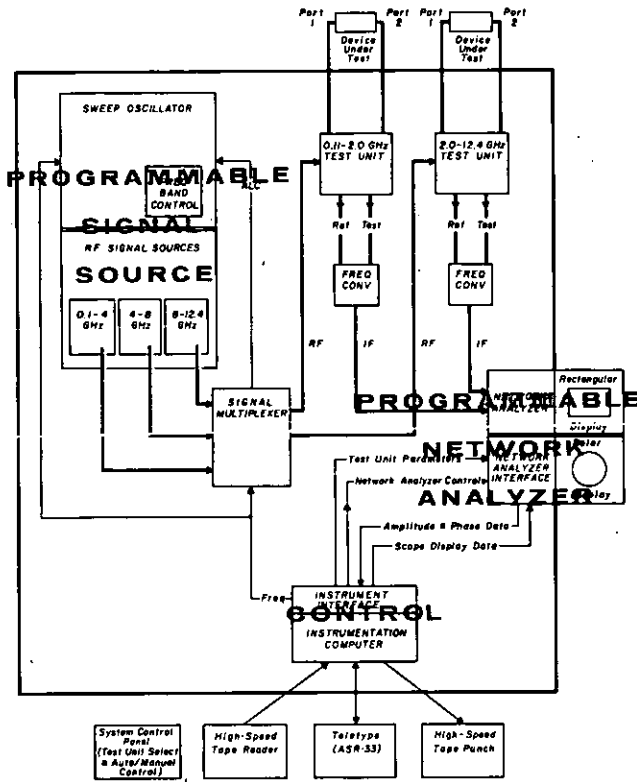 Port 1
Port 2
Device Under Test
Port 1
Port 2
Device Under Test
SWEEP OSCILLATOR
PROGRAMMABLE
BAND CONTROL
ALC
SIGNAL
RF SIGNAL SOURCES
SOURCE
0.1-4 GHz
4-8 GHz
8-12.4 GHz
0.11-2.0 GHz TEST UNIT
2.0-12.4 GHz TEST UNIT
Ref
Test
Ref
Test
FREQ CONV
FREQ CONV
RF
IF
RF
IF
SIGNAL MULTIPLEXER
PROGRAMMABLE
Rectangular
ANALYZER
Display
NETWORK
NETWORK ANALYZER INTERFACE
ANALYZER
Test Unit Parameters
Network Analyzer Controls
Amplitude & Phase Data
Scope Display Data
Freq
INSTRUMENT INTERFACE
CONTROL
INSTRUMENTATION COMPUTER
System Control Panel (Test Unit Select & Auto/Manual Control)
High-Speed Tape Reader
Teletype (ASR-33)
High-Speed Tape Punch